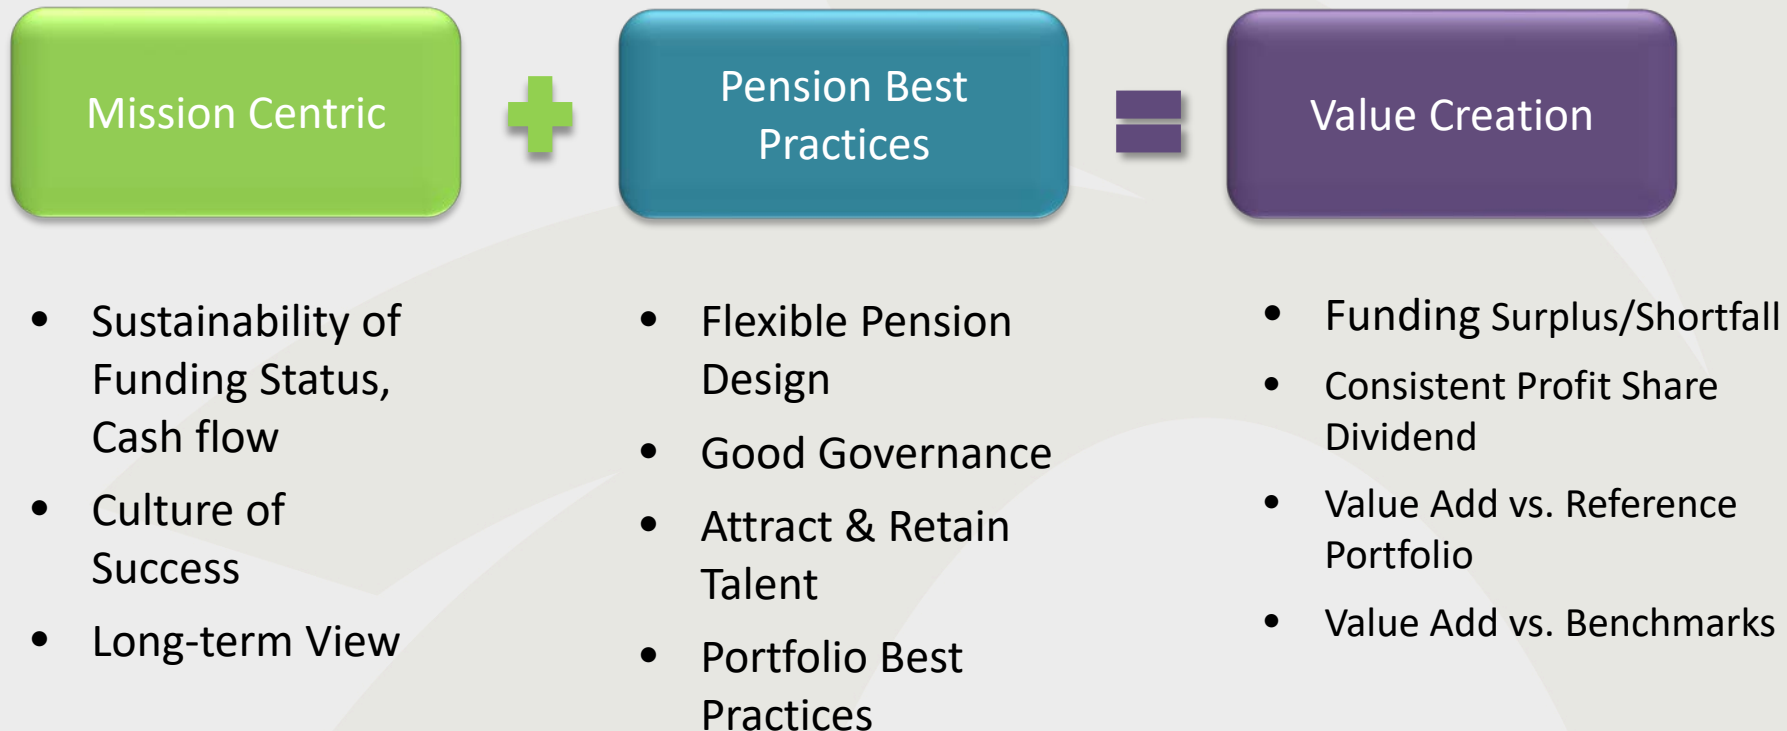 Mission Centric
Pension Best
Practices
Value Creation
• Sustainability of
Funding Status,
Cash flow
• Culture of
Success
• Long-term View
• Flexible Pension
Design
• Good Governance
• Attract & Retain
Talent
• Portfolio Best
Practices
• Funding Surplus/Shortfall
• Consistent Profit Share
Dividend
• Value Add vs. Reference
Portfolio
• Value Add vs. Benchmarks